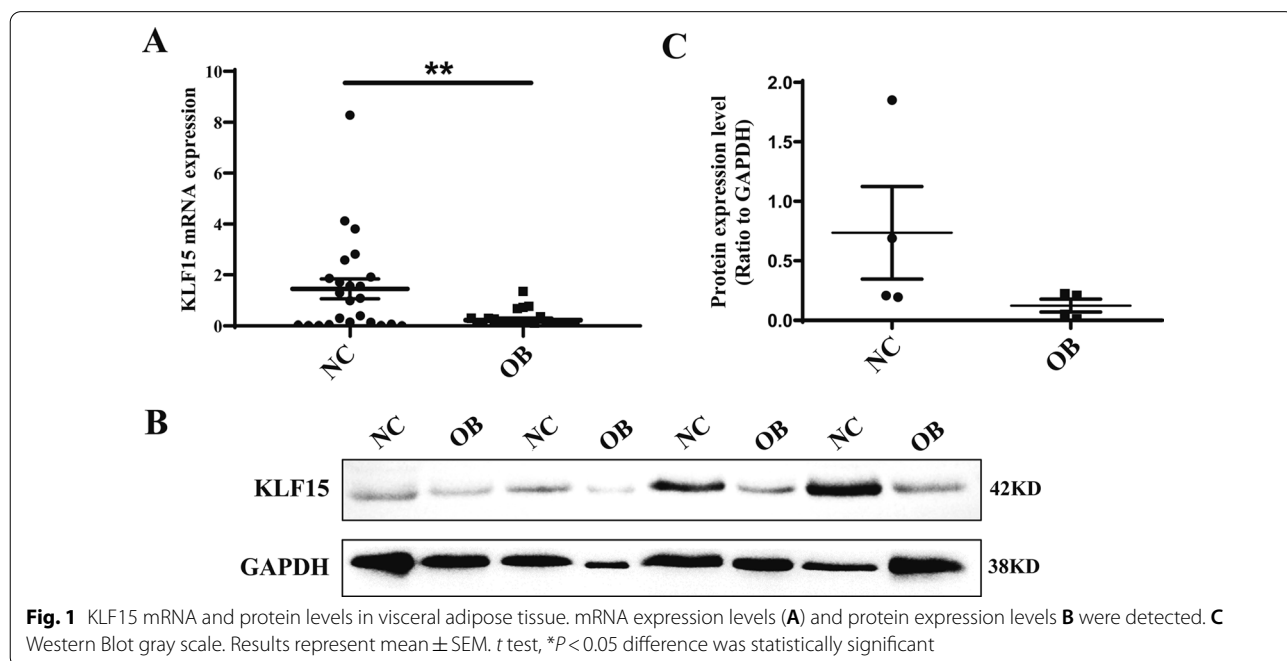 A
C
KLF15 mRNA expression
10
8
6
4
2
0
**
NC
OB
Protein expression level
(Ratio to GAPDH)
2.0
1.5
1.0
0.5
0.0
NC
OB
B
NC OB NC OB NC OB NC OB
KLF15 42KD
GAPDH 38KD
Fig. 1 KLF15 mRNA and protein levels in visceral adipose tissue. mRNA expression levels (A) and protein expression levels B were detected. C
Western Blot gray scale. Results represent mean ± SEM. t test, *P < 0.05 difference was statistically significant